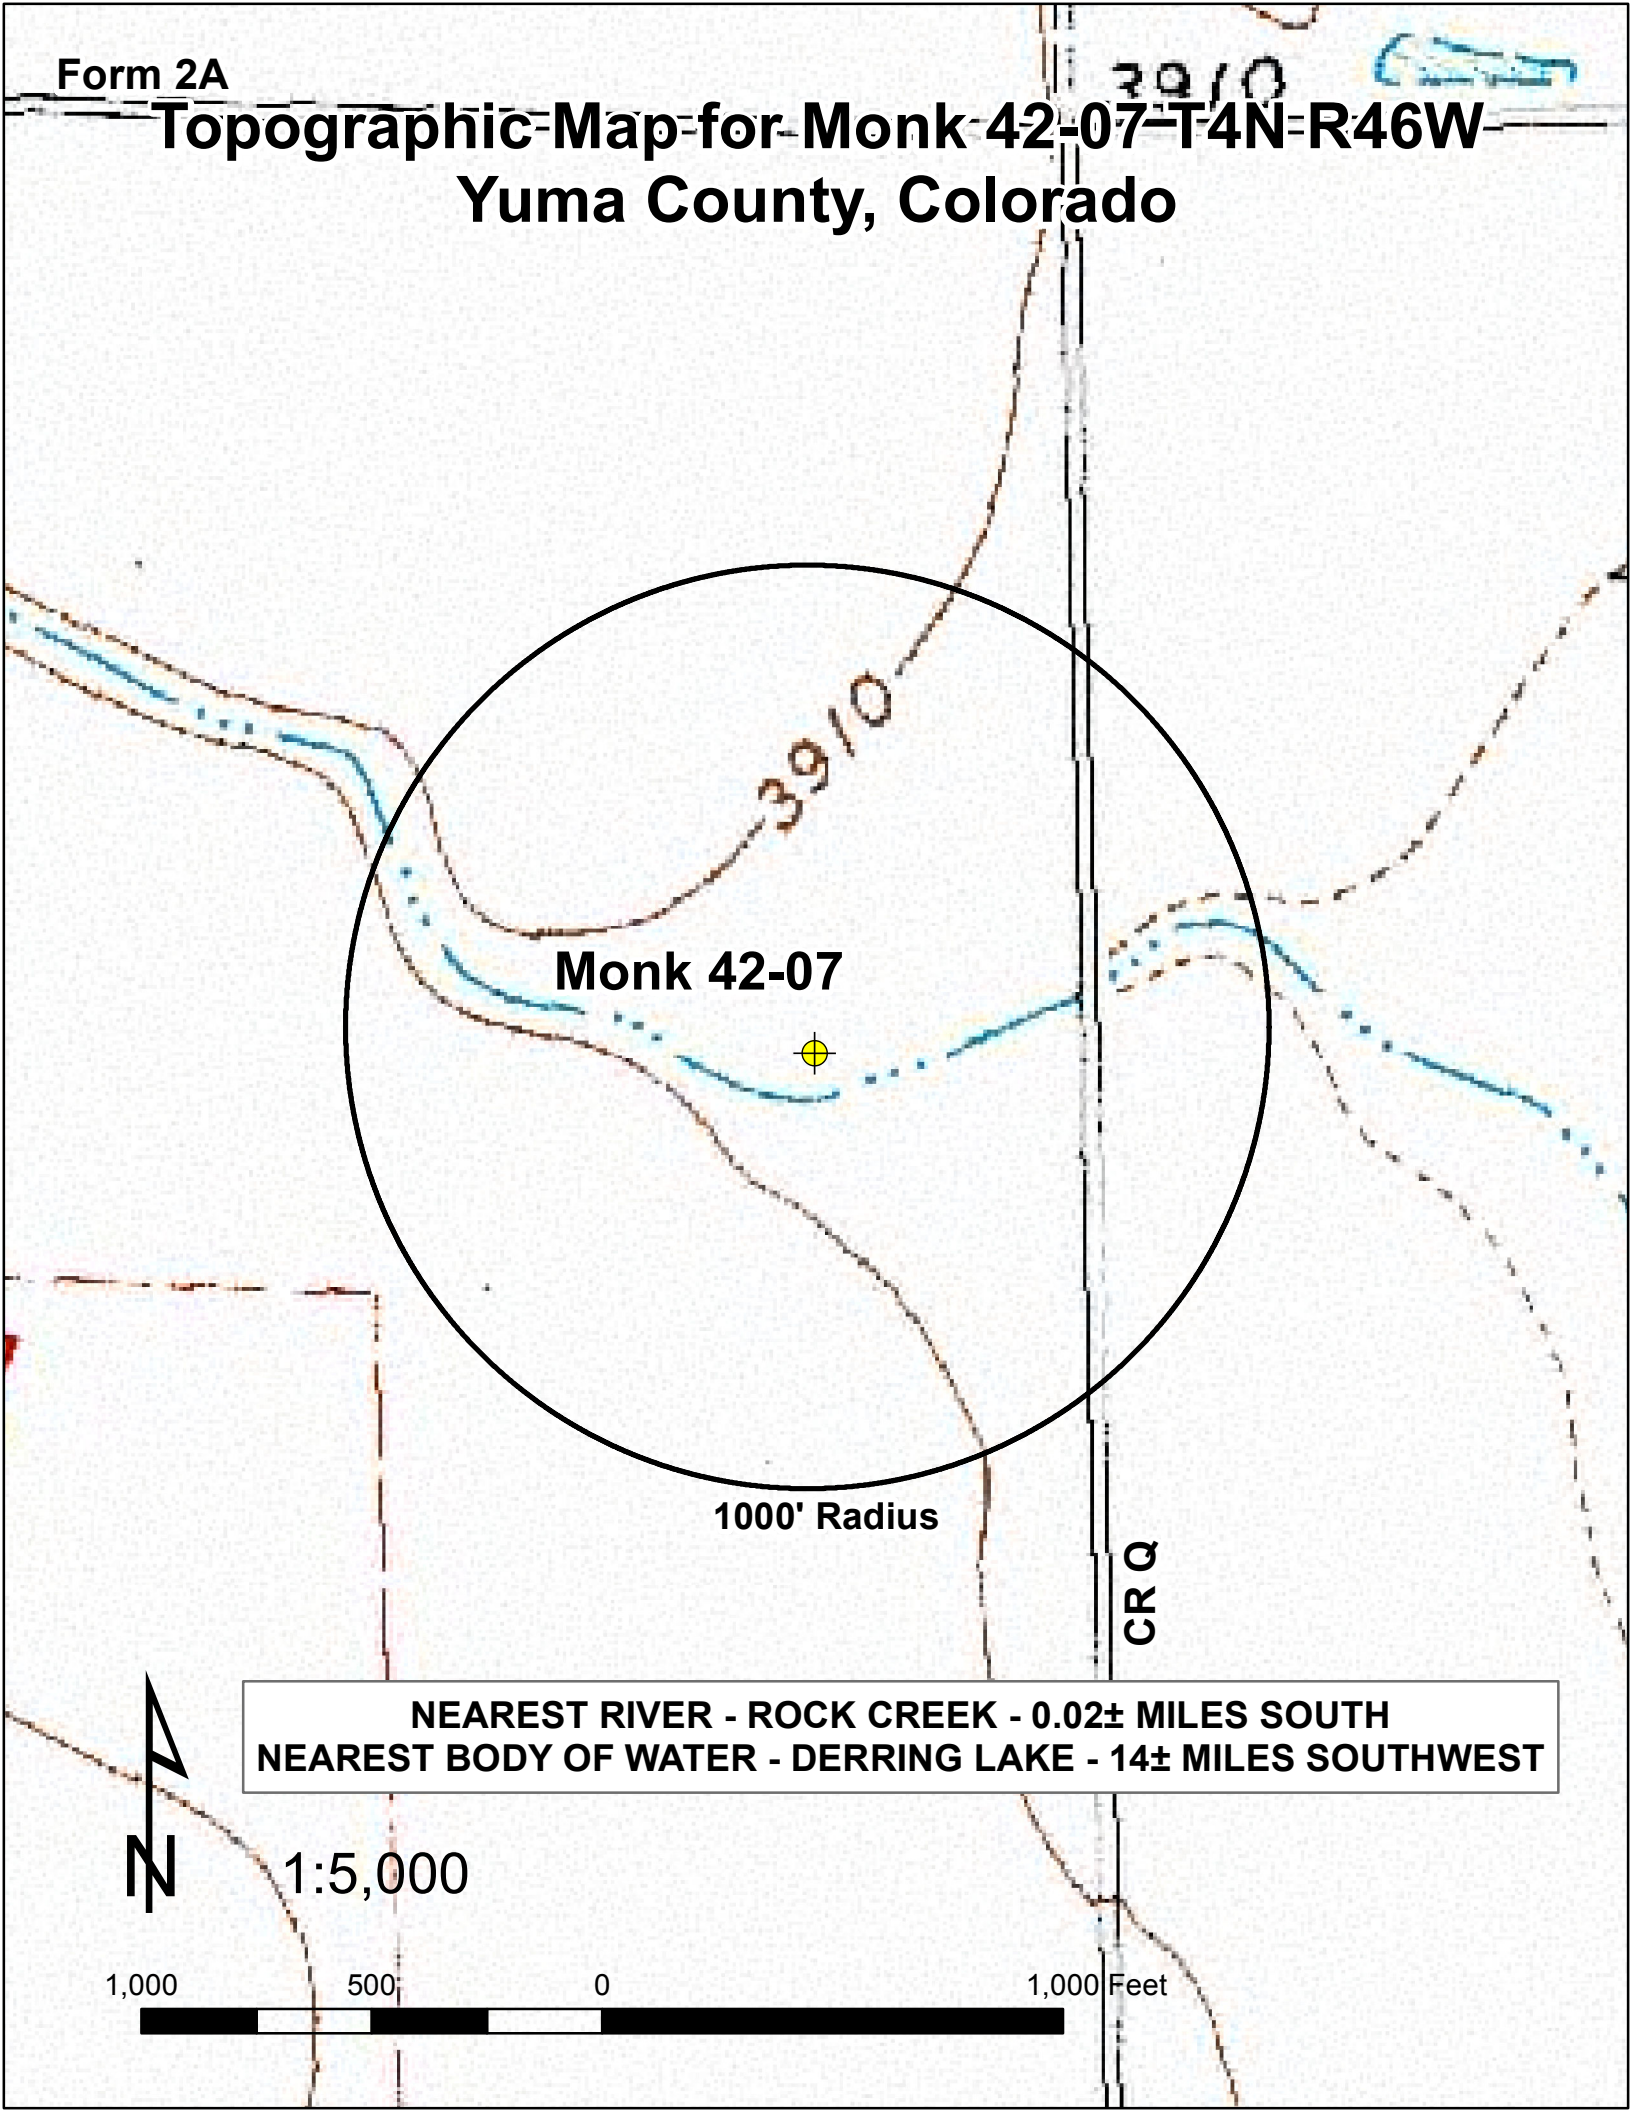 Form 2A
3910
Topographic Map for Monk 42-07 T4N R46W
Yuma County, Colorado
3910
Monk 42-07
1000' Radius
CR Q
NEAREST RIVER - ROCK CREEK - 0.02± MILES SOUTH
NEAREST BODY OF WATER - DERRING LAKE - 14± MILES SOUTHWEST
N
1:5,000
1,000 500 0 1,000 Feet